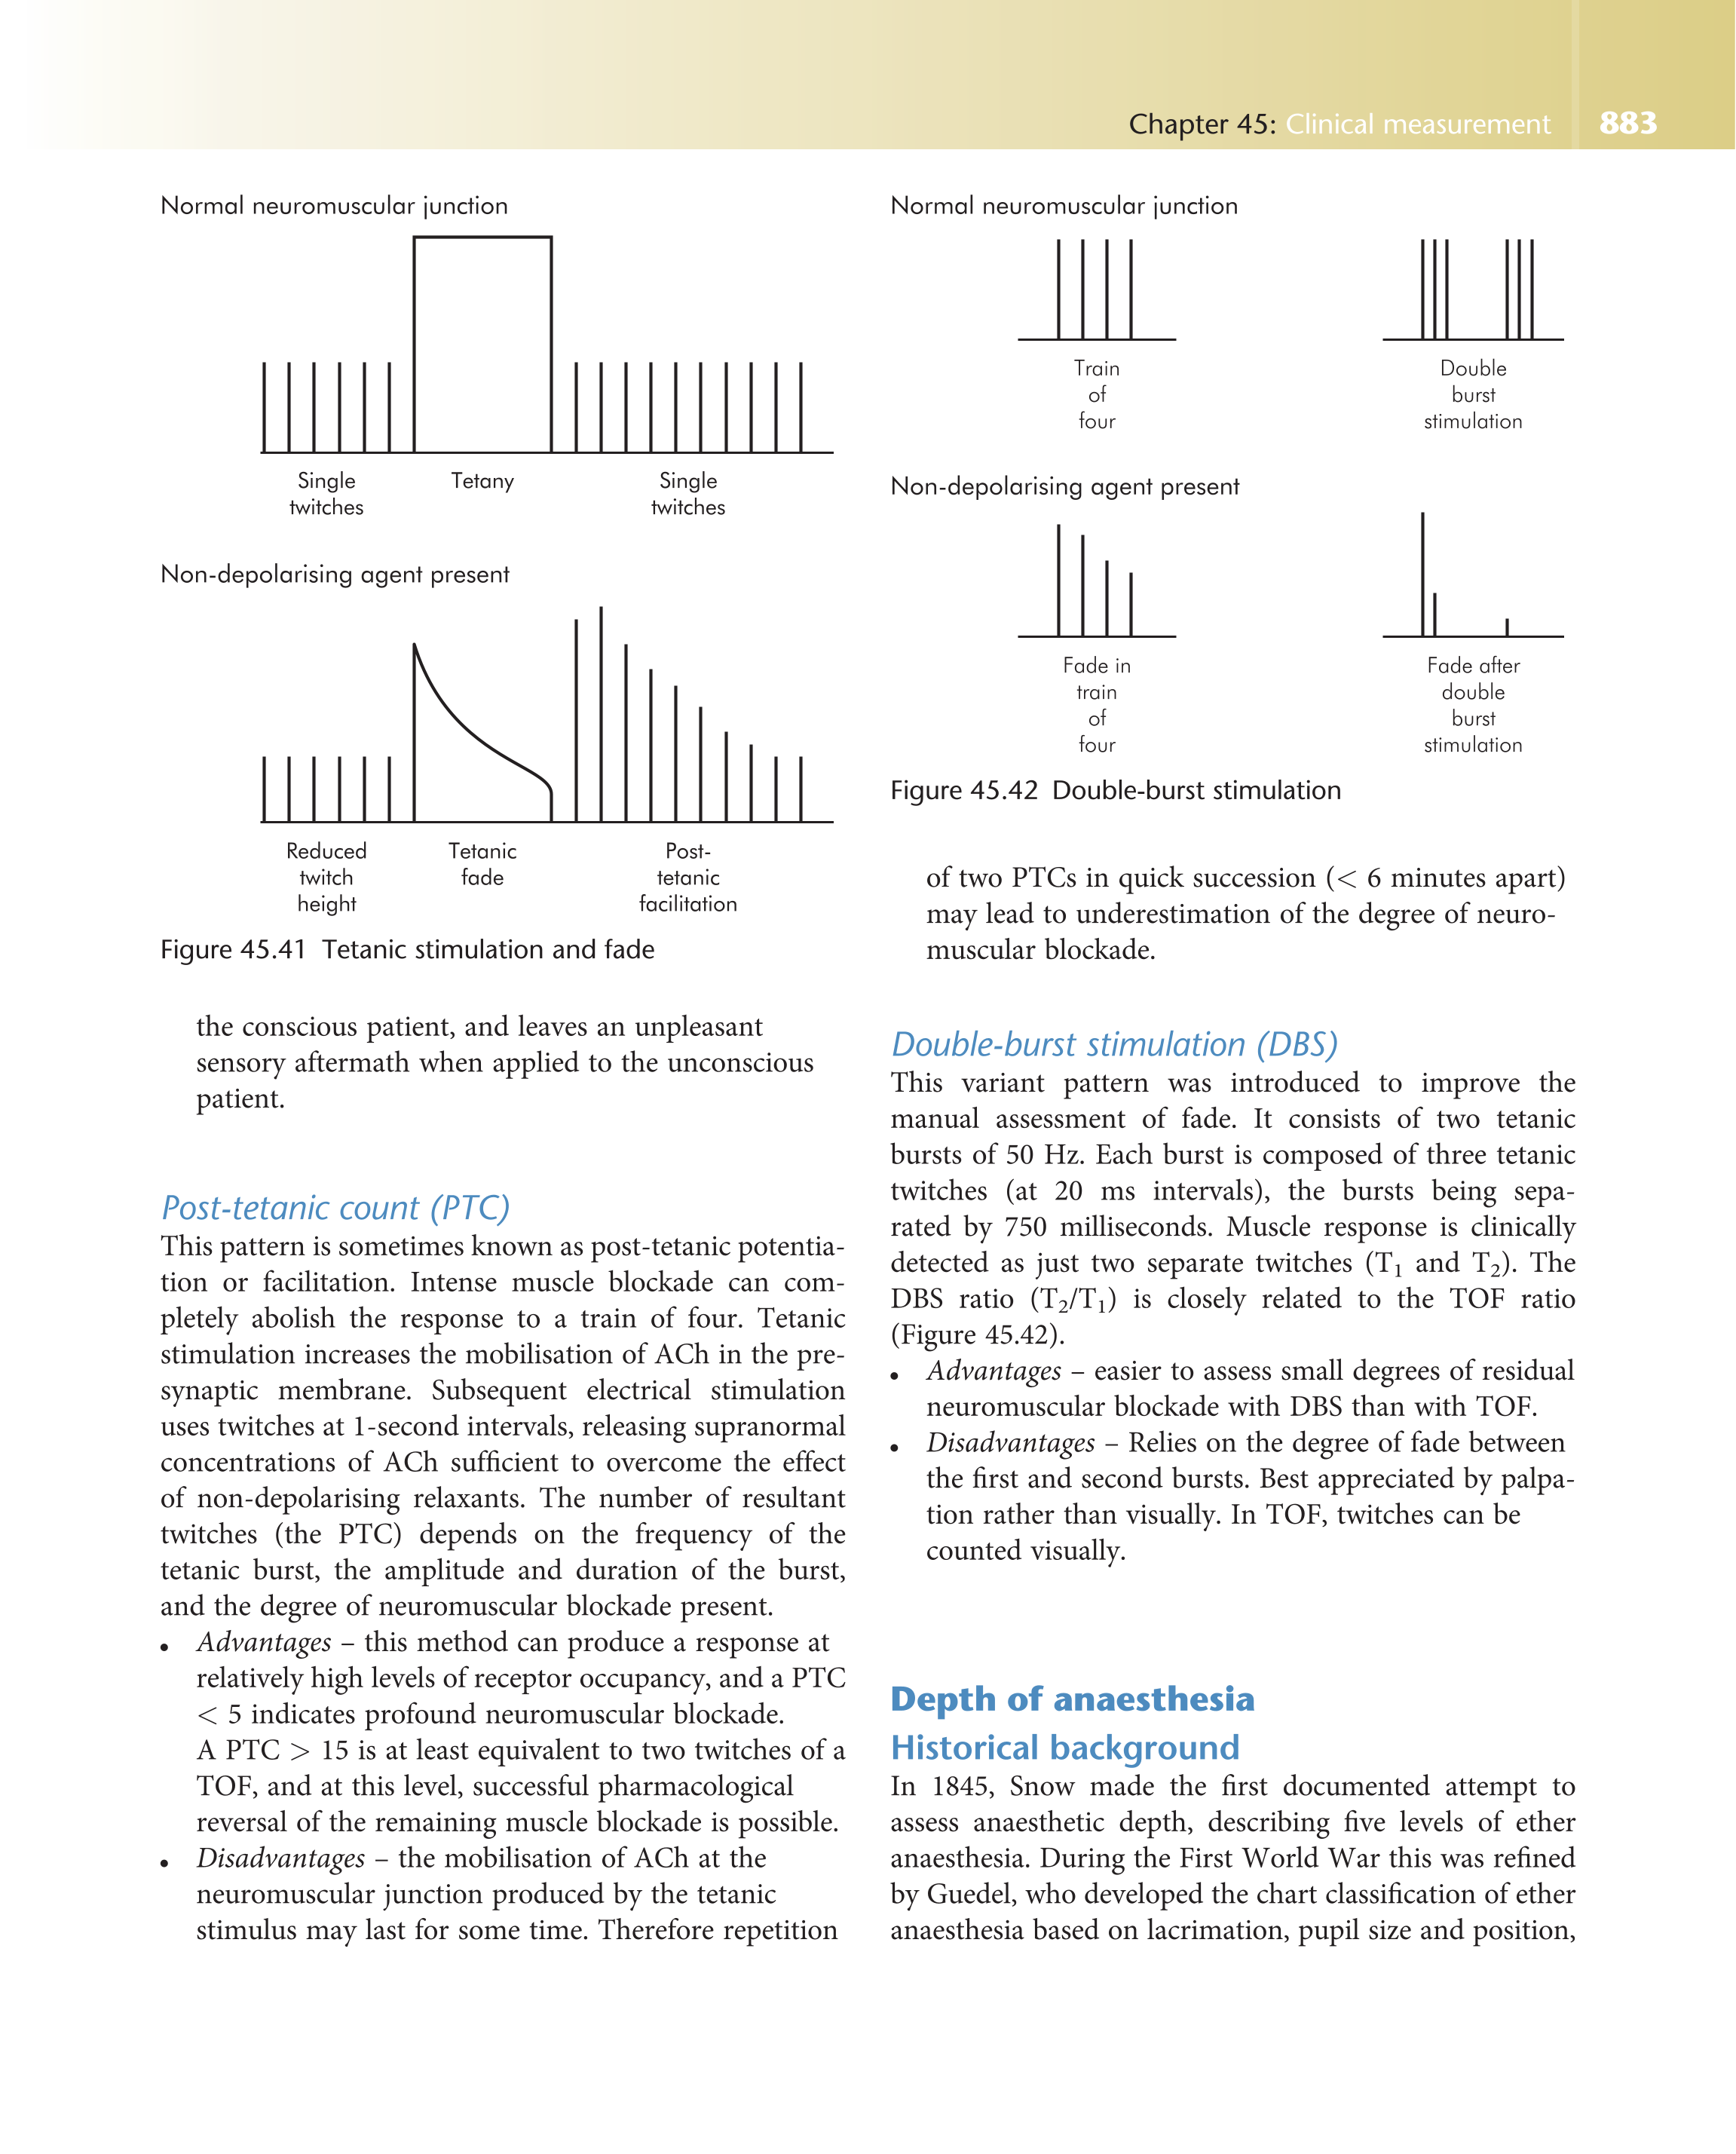 Chapter 45: Clinical measurement 883
Normal neuromuscular junction
Single
twitches
Tetany
Single
twitches
Non-depolarising agent present
Reduced
twitch
height
Tetanic
fade
Post-
tetanic
facilitation
Figure 45.41 Tetanic stimulation and fade
the conscious patient, and leaves an unpleasant
sensory aftermath when applied to the unconscious
patient.
Post-tetanic count (PTC)
This pattern is sometimes known as post-tetanic potentia-
tion or facilitation. Intense muscle blockade can com-
pletely abolish the response to a train of four. Tetanic
stimulation increases the mobilisation of ACh in the pre-
synaptic membrane. Subsequent electrical stimulation
uses twitches at 1-second intervals, releasing supranormal
concentrations of ACh sufficient to overcome the effect
of non-depolarising relaxants. The number of resultant
twitches (the PTC) depends on the frequency of the
tetanic burst, the amplitude and duration of the burst,
and the degree of neuromuscular blockade present.
• Advantages – this method can produce a response at
relatively high levels of receptor occupancy, and a PTC
< 5 indicates profound neuromuscular blockade.
A PTC > 15 is at least equivalent to two twitches of a
TOF, and at this level, successful pharmacological
reversal of the remaining muscle blockade is possible.
• Disadvantages – the mobilisation of ACh at the
neuromuscular junction produced by the tetanic
stimulus may last for some time. Therefore repetition
Normal neuromuscular junction
Train
of
four
Double
burst
stimulation
Non-depolarising agent present
Fade in
train
of
four
Fade after
double
burst
stimulation
Figure 45.42 Double-burst stimulation
of two PTCs in quick succession (< 6 minutes apart)
may lead to underestimation of the degree of neuro-
muscular blockade.
Double-burst stimulation (DBS)
This variant pattern was introduced to improve the
manual assessment of fade. It consists of two tetanic
bursts of 50 Hz. Each burst is composed of three tetanic
twitches (at 20 ms intervals), the bursts being sepa-
rated by 750 milliseconds. Muscle response is clinically
detected as just two separate twitches (T₁ and T₂). The
DBS ratio (T₂/T₁) is closely related to the TOF ratio
(Figure 45.42).
• Advantages – easier to assess small degrees of residual
neuromuscular blockade with DBS than with TOF.
• Disadvantages – Relies on the degree of fade between
the first and second bursts. Best appreciated by palpa-
tion rather than visually. In TOF, twitches can be
counted visually.
Depth of anaesthesia
Historical background
In 1845, Snow made the first documented attempt to
assess anaesthetic depth, describing five levels of ether
anaesthesia. During the First World War this was refined
by Guedel, who developed the chart classification of ether
anaesthesia based on lacrimation, pupil size and position,